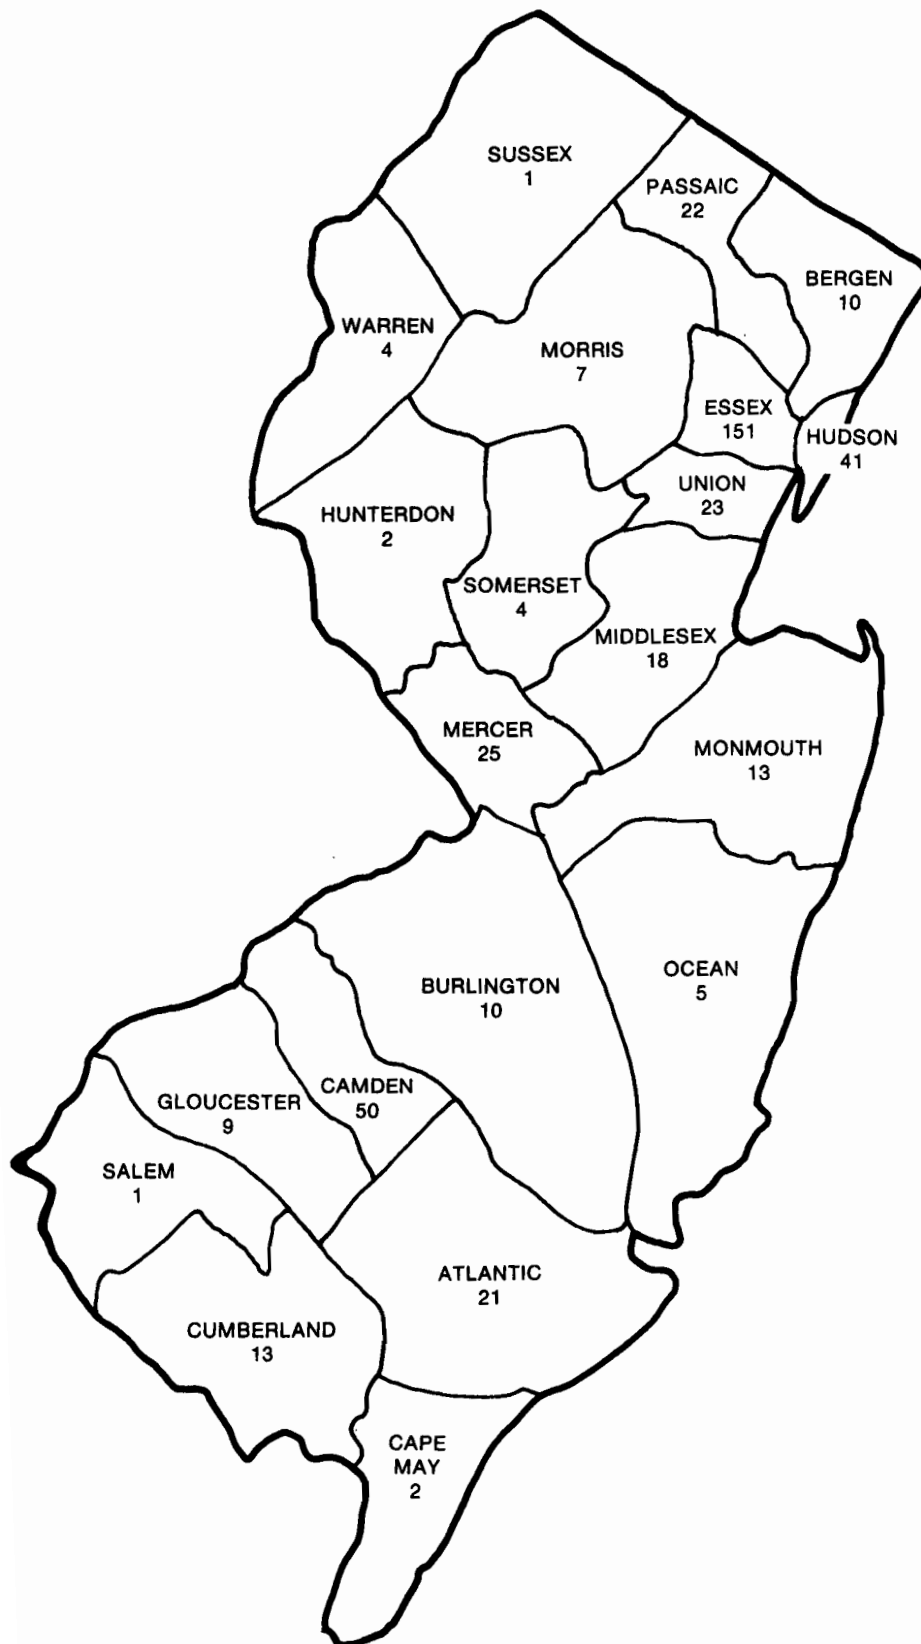 SUSSEX
1
PASSAIC
22
BERGEN
10
WARREN
4
MORRIS
7
ESSEX
151
HUDSON
41
UNION
23
HUNTERDON
2
SOMERSET
4
MIDDLESEX
18
MERCER
25
MONMOUTH
13
OCEAN
5
BURLINGTON
10
CAMDEN
50
GLOUCESTER
9
SALEM
1
ATLANTIC
21
CUMBERLAND
13
CAPE
MAY
2